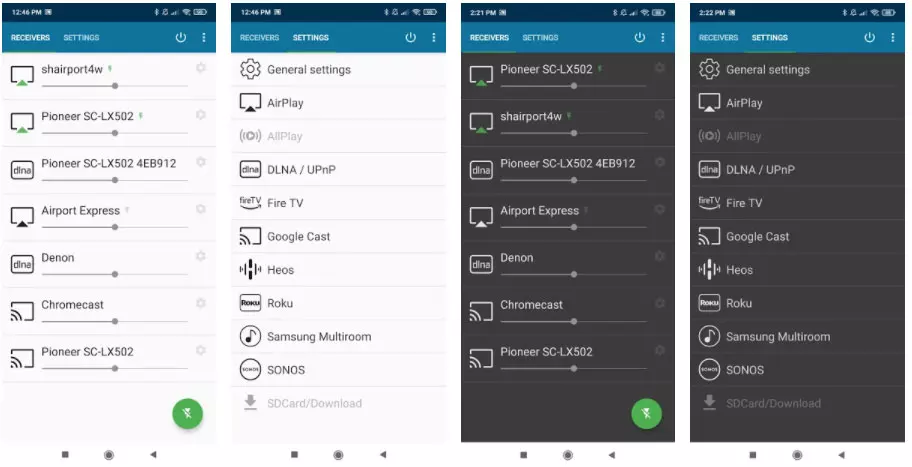 12:46 PM
RECEIVERS SETTINGS
shairport4w
Pioneer SC-LX502
dlna Pioneer SC-LX502 4EB912
Airport Express
dlna Denon
Chromecast
Pioneer SC-LX502
12:46 PM
RECEIVERS SETTINGS
General settings
AirPlay
AllPlay
dlna DLNA / UPnP
fireTV Fire TV
Google Cast
Heos
Roku Roku
Samsung Multiroom
SONOS SONOS
SDCard/Download
2:21 PM
RECEIVERS SETTINGS
Pioneer SC-LX502
shairport4w
dlna Pioneer SC-LX502 4EB912
Airport Express
dlna Denon
Chromecast
Pioneer SC-LX502
2:22 PM
RECEIVERS SETTINGS
General settings
AirPlay
AllPlay
dlna DLNA / UPnP
fireTV Fire TV
Google Cast
Heos
Roku Roku
Samsung Multiroom
SONOS SONOS
SDCard/Download